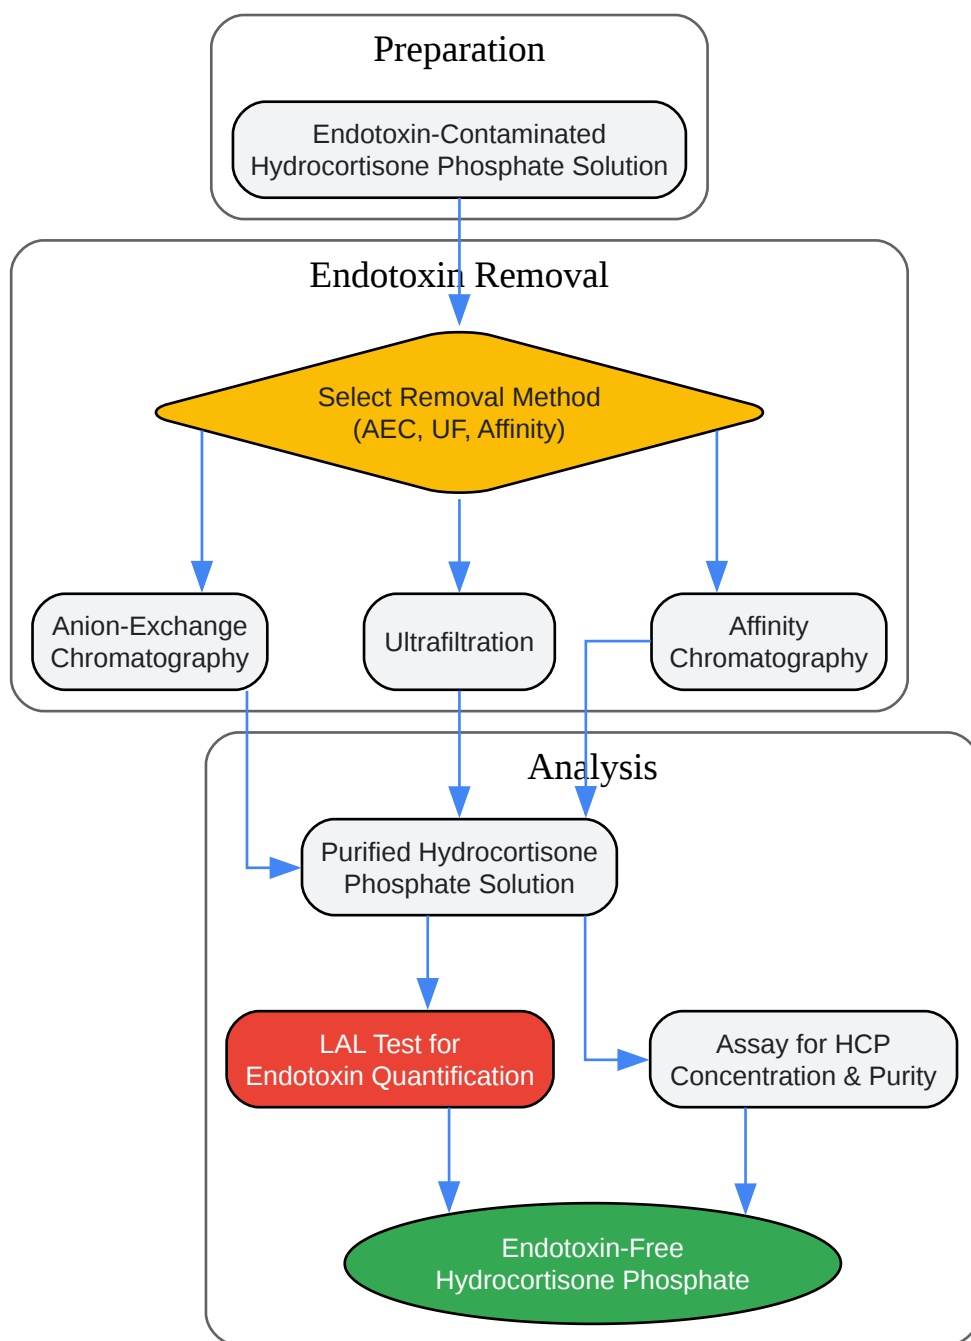 Preparation
Endotoxin-Contaminated
Hydrocortisone Phosphate Solution
Endotoxin Removal
Select Removal Method
(AEC, UF, Affinity)
Anion-Exchange
Chromatography
Ultrafiltration
Affinity
Chromatography
Analysis
Purified Hydrocortisone
Phosphate Solution
LAL Test for
Endotoxin Quantification
Assay for HCP
Concentration & Purity
Endotoxin-Free
Hydrocortisone Phosphate